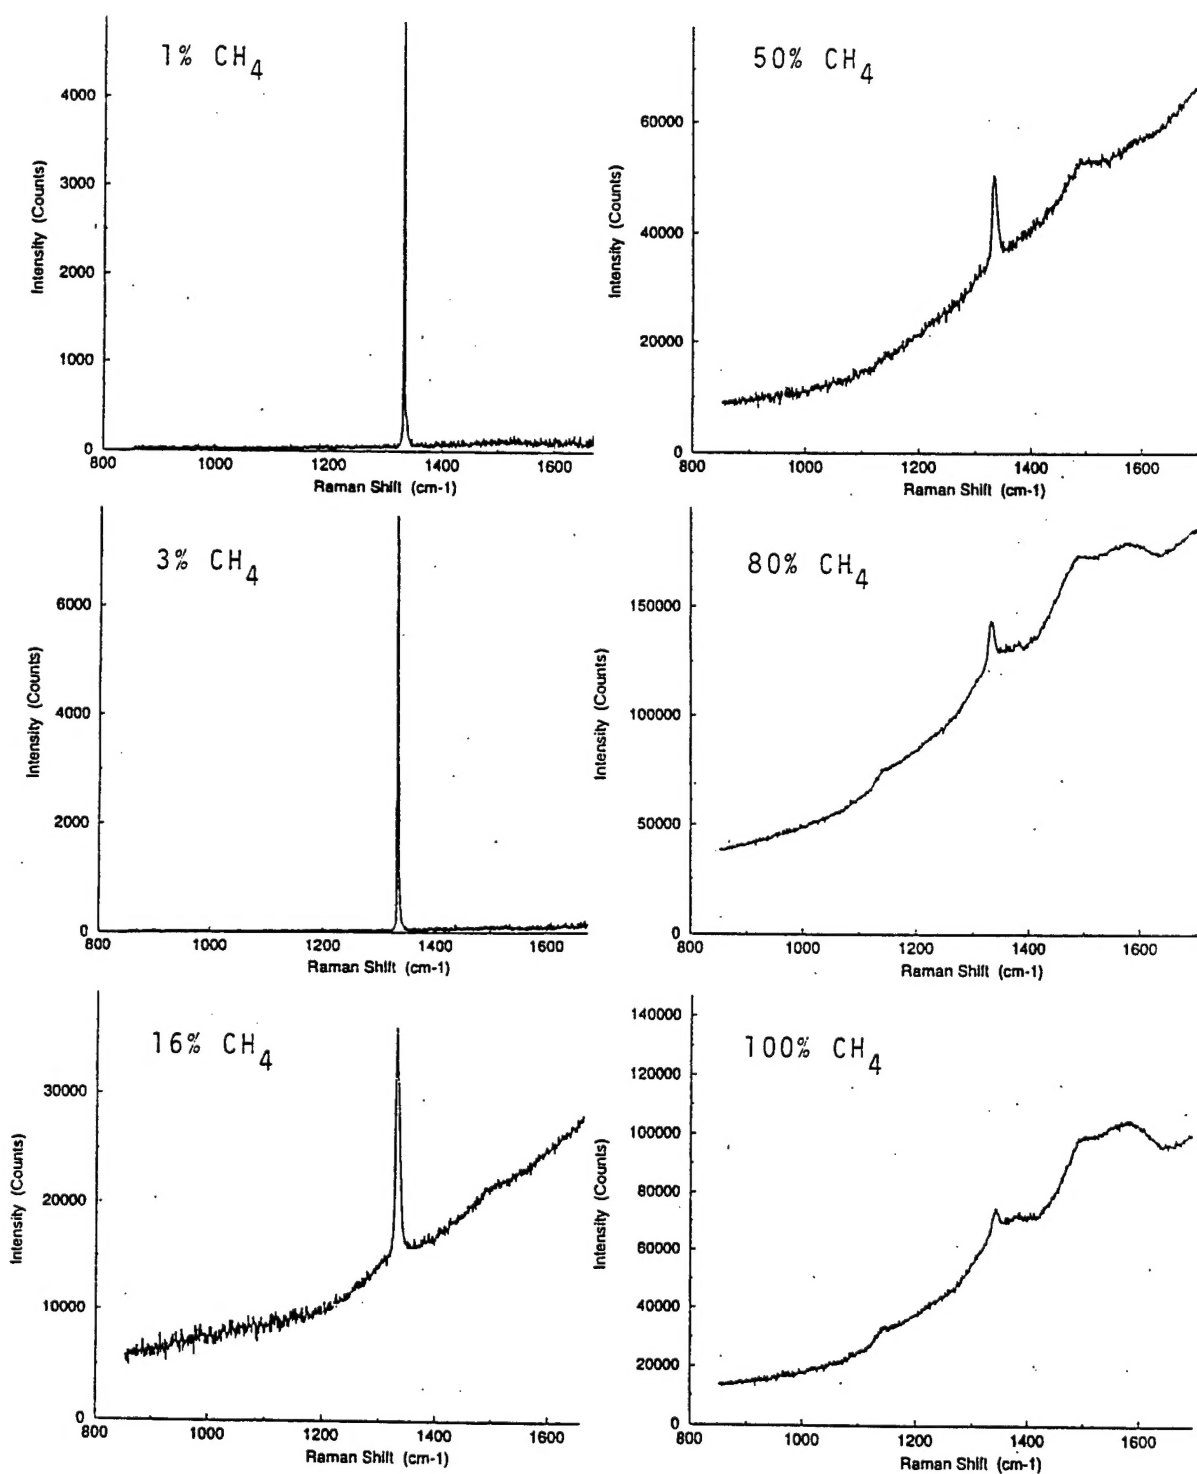 1% CH4
4000
3000
2000
1000
0
Intensity (Counts)
800 1000 1200 1400 1600
Raman Shift (cm-1)
50% CH4
60000
40000
20000
0
Intensity (Counts)
800 1000 1200 1400 1600
Raman Shift (cm-1)
3% CH4
6000
4000
2000
0
Intensity (Counts)
800 1000 1200 1400 1600
Raman Shift (cm-1)
80% CH4
150000
100000
50000
0
Intensity (Counts)
800 1000 1200 1400 1600
Raman Shift (cm-1)
16% CH4
30000
20000
10000
0
Intensity (Counts)
800 1000 1200 1400 1600
Raman Shift (cm-1)
100% CH4
140000
120000
100000
80000
60000
40000
20000
0
Intensity (Counts)
800 1000 1200 1400 1600
Raman Shift (cm-1)